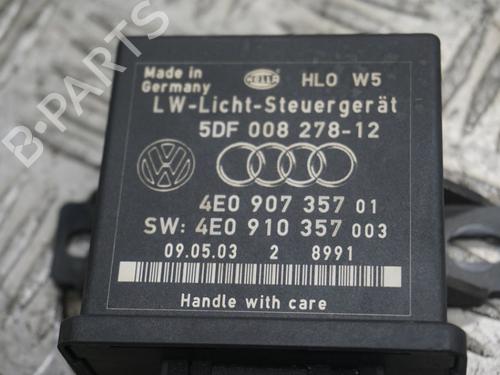 Made in
Germany
HELLA
HLO W5
LW-Licht-Steuergerät
5DF 008 278-12
4E0 907 357 01
SW: 4E0 910 357 003
09.05.03 2 8991
Handle with care
B-PARTS